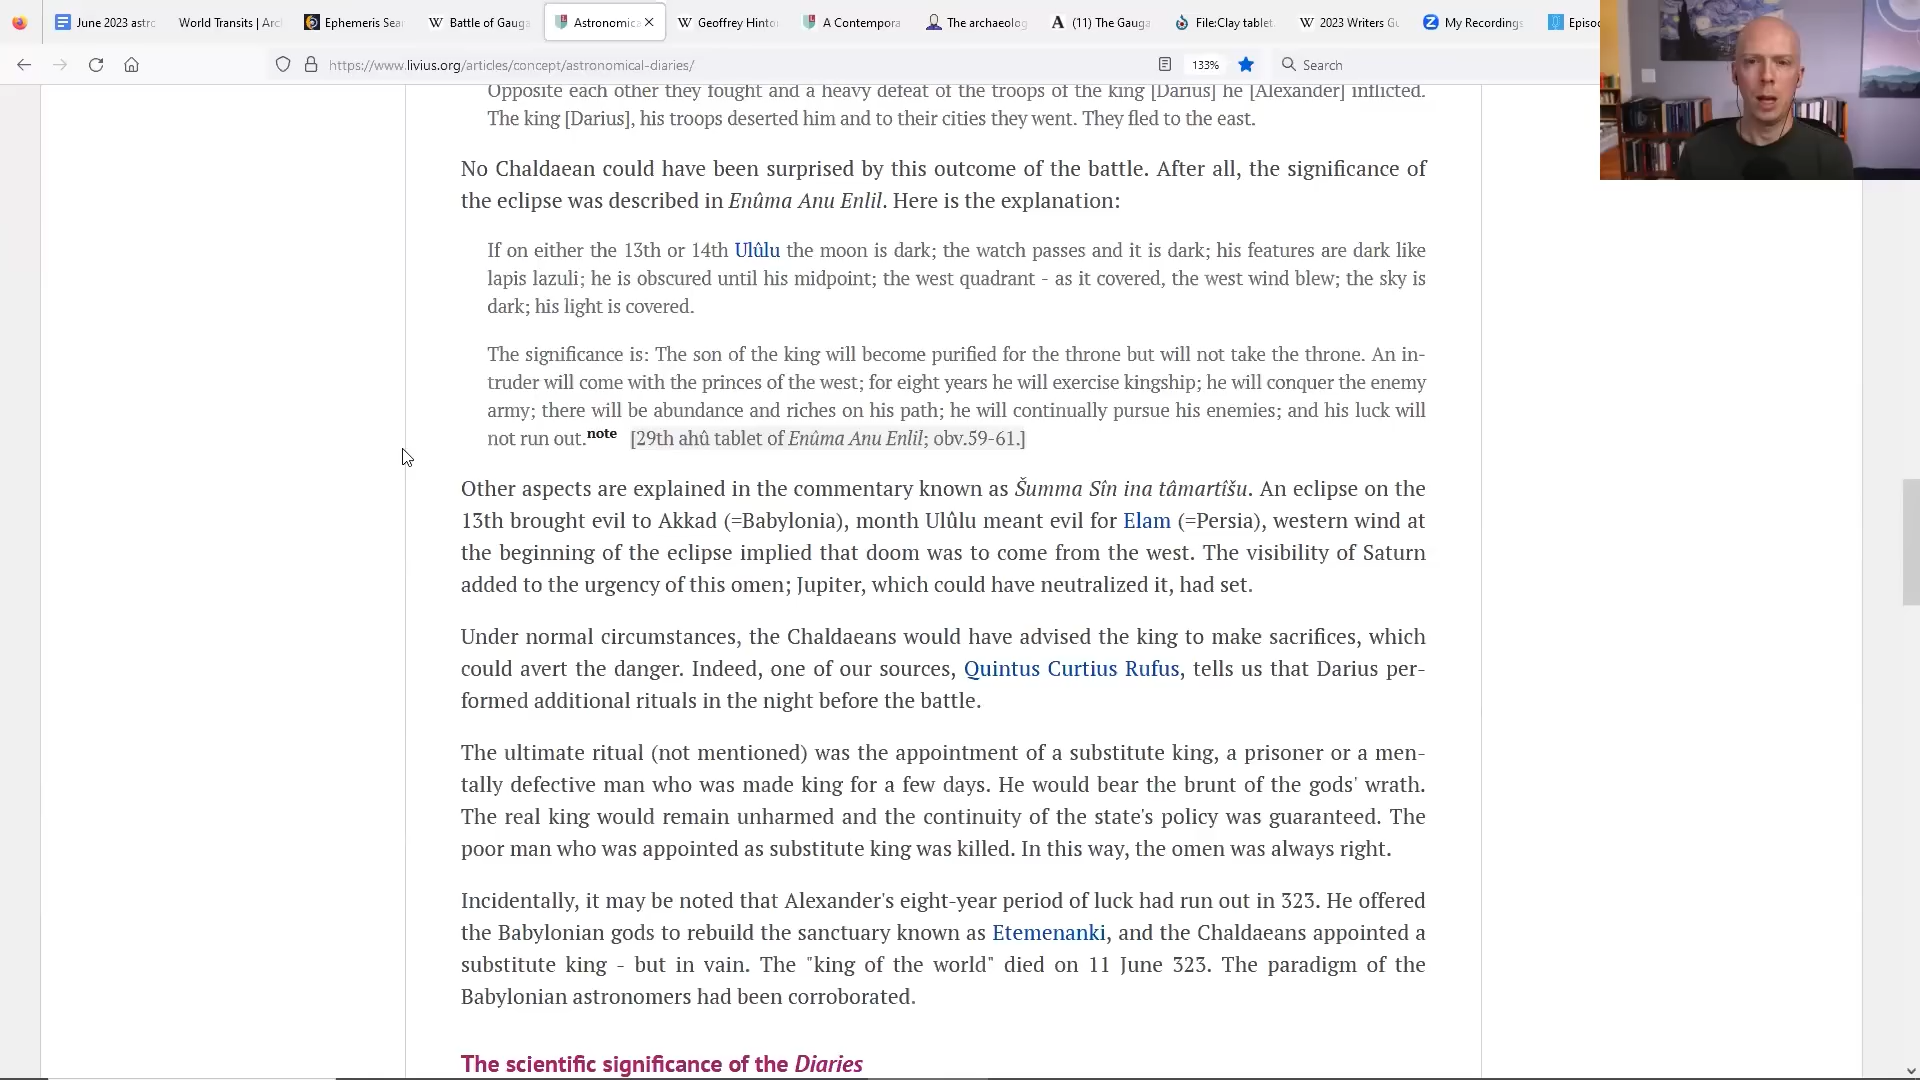 June 2023 astro
World Transits | Arc
Ephemeris Sea
Battle of Gauga
Astronomica
Geoffrey Hinto
A Contempora
The archaeolog
(11) The Gauga
File:Clay tablet
2023 Writers Gu
My Recordings
Episo
https://www.livius.org/articles/concept/astronomical-diaries/
133%
Search
Opposite each other they fought and a heavy defeat of the troops of the king [Darius] he [Alexander] inflicted.
The king [Darius], his troops deserted him and to their cities they went. They fled to the east.
No Chaldaean could have been surprised by this outcome of the battle. After all, the significance of
the eclipse was described in Enûma Anu Enlil. Here is the explanation:
If on either the 13th or 14th Ulûlu the moon is dark; the watch passes and it is dark; his features are dark like
lapis lazuli; he is obscured until his midpoint; the west quadrant - as it covered, the west wind blew; the sky is
dark; his light is covered.
The significance is: The son of the king will become purified for the throne but will not take the throne. An in-
truder will come with the princes of the west; for eight years he will exercise kingship; he will conquer the enemy
army; there will be abundance and riches on his path; he will continually pursue his enemies; and his luck will
not run out.note [29th ahû tablet of Enûma Anu Enlil; obv.59-61.]
Other aspects are explained in the commentary known as Šumma Sîn ina tâmartîšu. An eclipse on the
13th brought evil to Akkad (=Babylonia), month Ulûlu meant evil for Elam (=Persia), western wind at
the beginning of the eclipse implied that doom was to come from the west. The visibility of Saturn
added to the urgency of this omen; Jupiter, which could have neutralized it, had set.
Under normal circumstances, the Chaldaeans would have advised the king to make sacrifices, which
could avert the danger. Indeed, one of our sources, Quintus Curtius Rufus, tells us that Darius per-
formed additional rituals in the night before the battle.
The ultimate ritual (not mentioned) was the appointment of a substitute king, a prisoner or a men-
tally defective man who was made king for a few days. He would bear the brunt of the gods' wrath.
The real king would remain unharmed and the continuity of the state's policy was guaranteed. The
poor man who was appointed as substitute king was killed. In this way, the omen was always right.
Incidentally, it may be noted that Alexander's eight-year period of luck had run out in 323. He offered
the Babylonian gods to rebuild the sanctuary known as Etemenanki, and the Chaldaeans appointed a
substitute king - but in vain. The "king of the world" died on 11 June 323. The paradigm of the
Babylonian astronomers had been corroborated.
The scientific significance of the Diaries